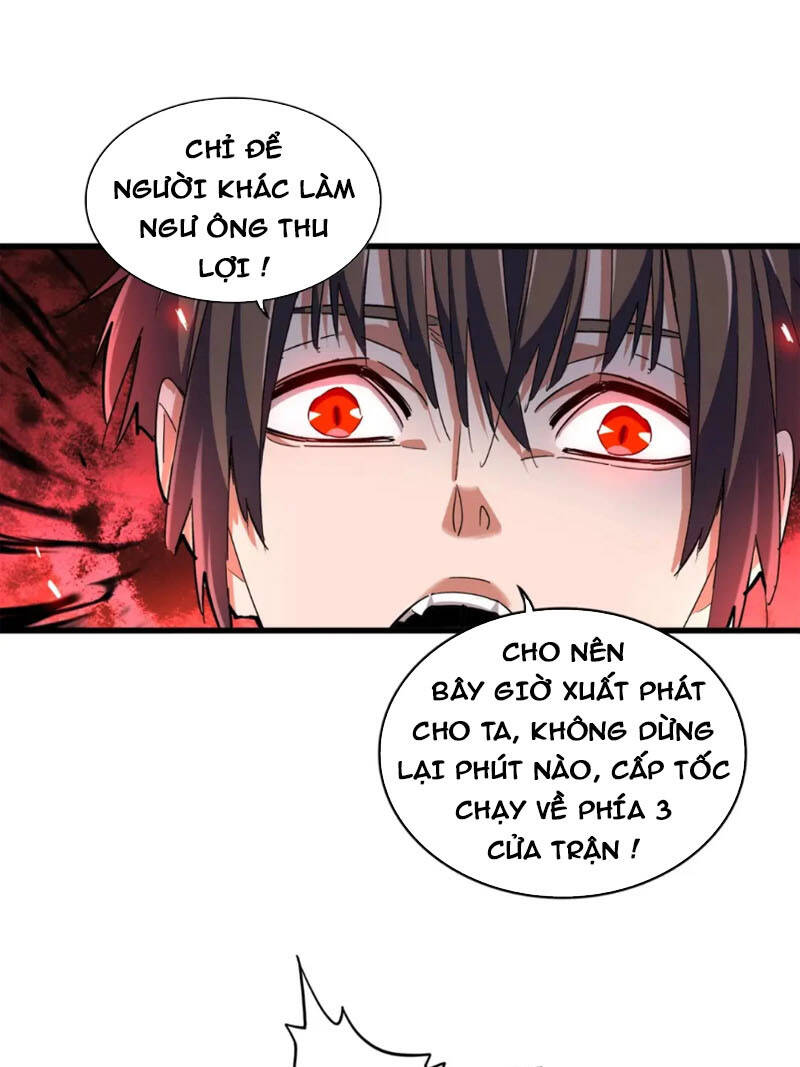 CHỈ ĐỂ
NGƯỜI KHÁC LÀM
NGƯ ÔNG THU
LỢI !
CHO NÊN
BÂY GIỜ XUẤT PHÁT
CHO TA, KHÔNG DỪNG
LẠI PHÚT NÀO, CẤP TỐC
CHẠY VỀ PHÍA 3
CỬA TRẬN !